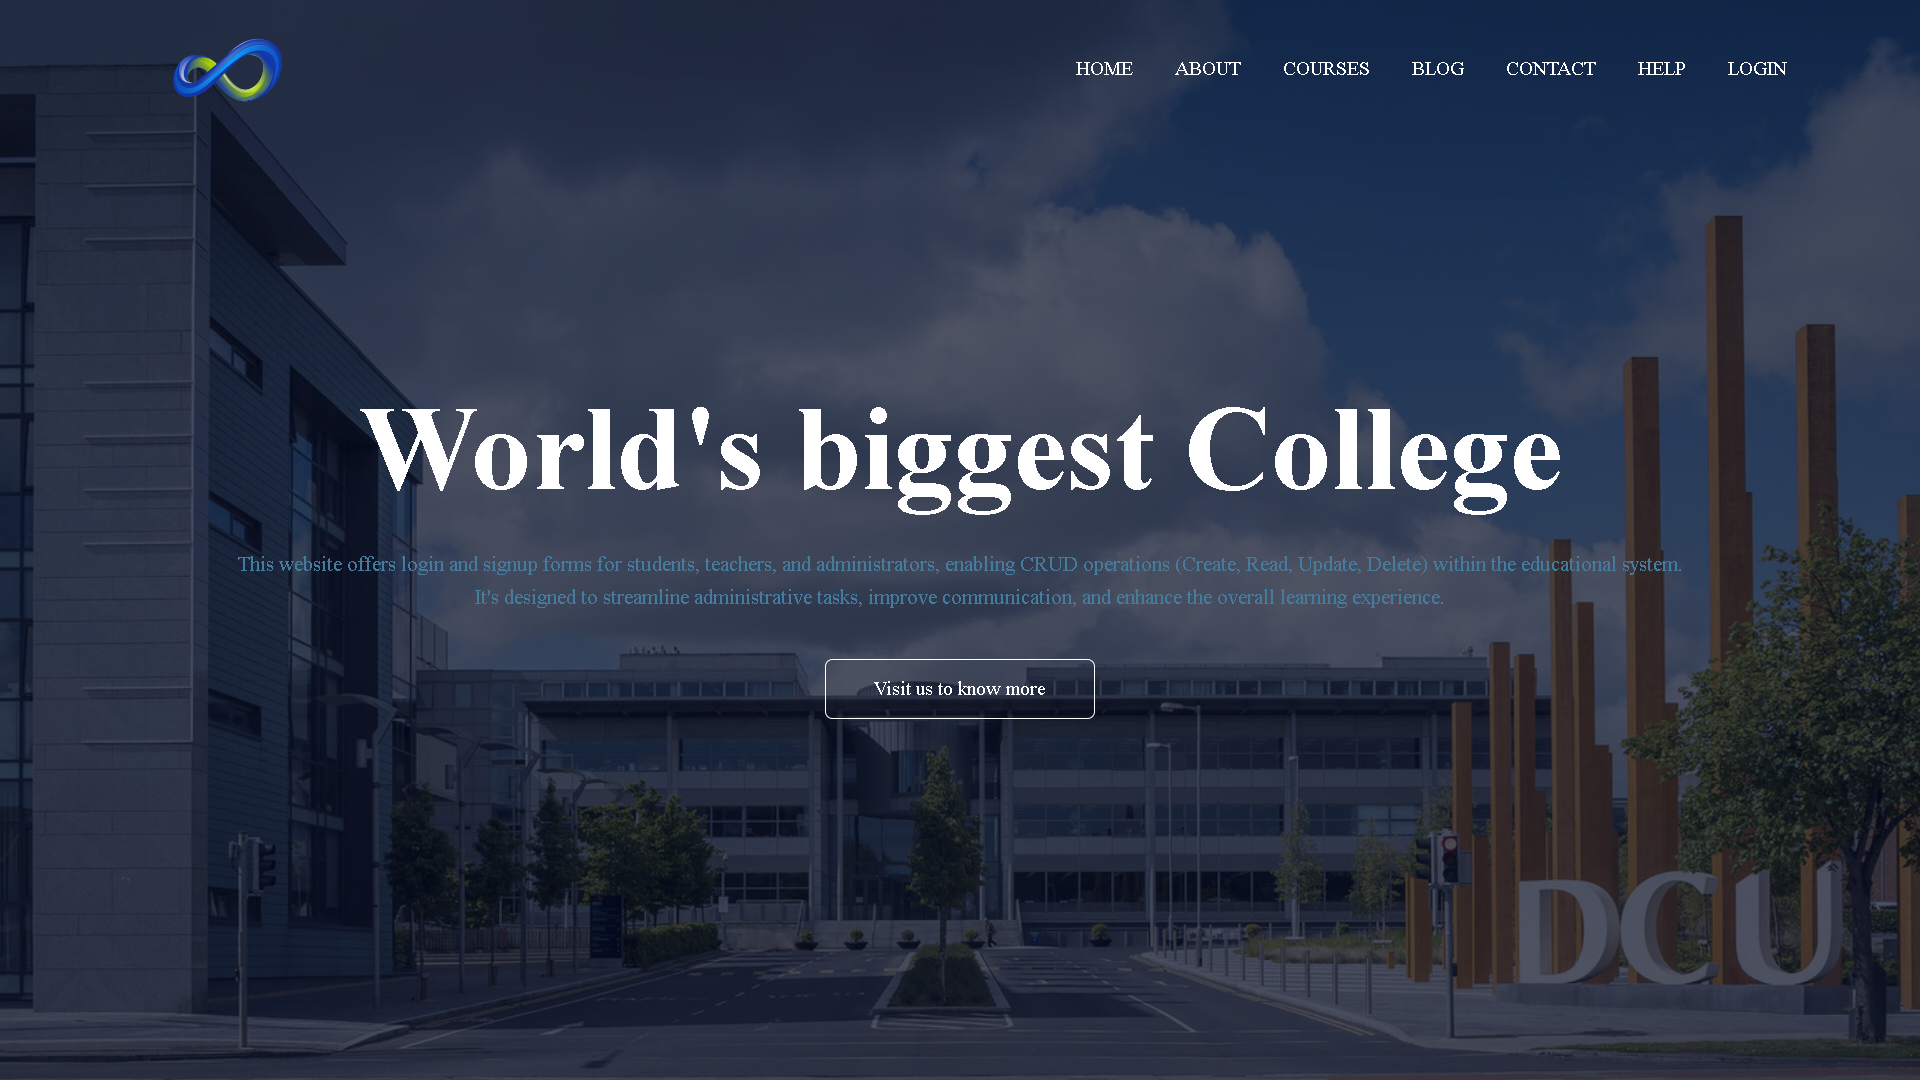 HOME ABOUT COURSES BLOG CONTACT HELP LOGIN
World's biggest College
This website offers login and signup forms for students, teachers, and administrators, enabling CRUD operations (Create, Read, Update, Delete) within the educational system.
It's designed to streamline administrative tasks, improve communication, and enhance the overall learning experience.
Visit us to know more
DCU